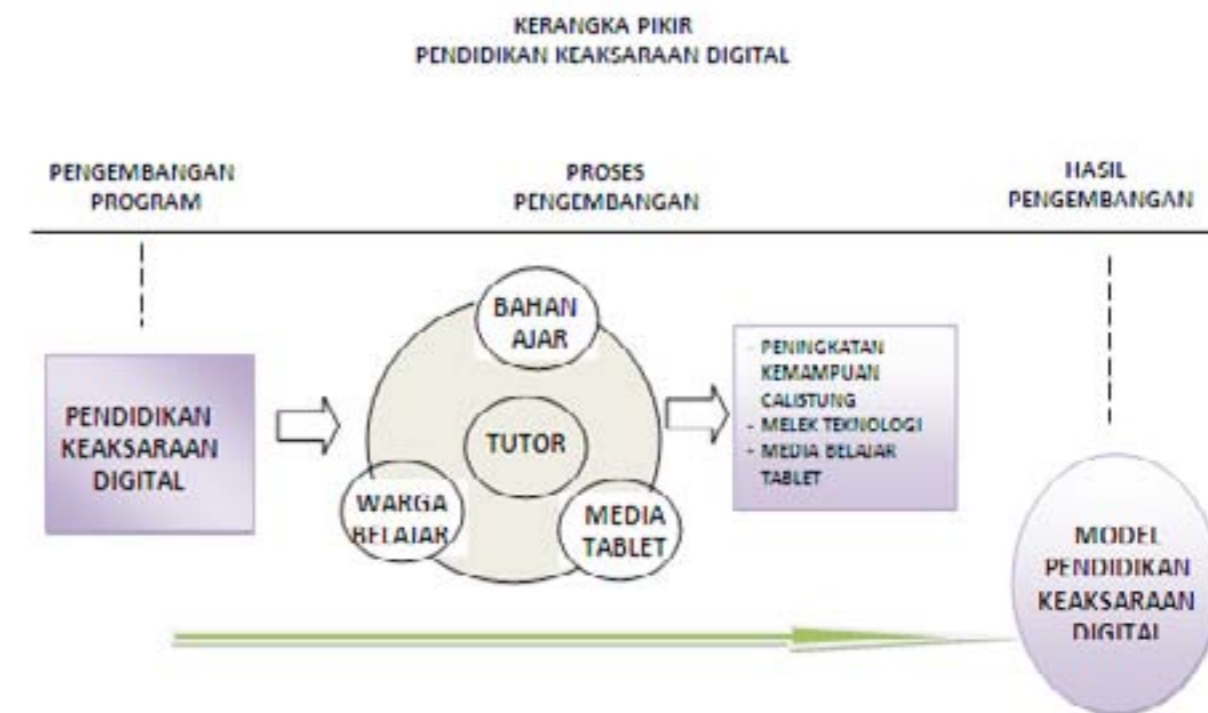 KERANGKA PIKIR
PENDIDIKAN KEAKSARAAN DIGITAL
PENGEMBANGAN
PROGRAM
PROSES
PENGEMBANGAN
HASIL
PENGEMBANGAN
PENDIDIKAN
KEAKSARAAN
DIGITAL
BAHAN
AJAR
TUTOR
WARGA
BELAJAR
MEDIA
TABLET
- PENINGKATAN
KEMAMPUAN
CALISTUNG
- MELEK TEKNOLOGI
- MEDIA BELAJAR
TABLET
MODEL
PENDIDIKAN
KEAKSARAAN
DIGITAL